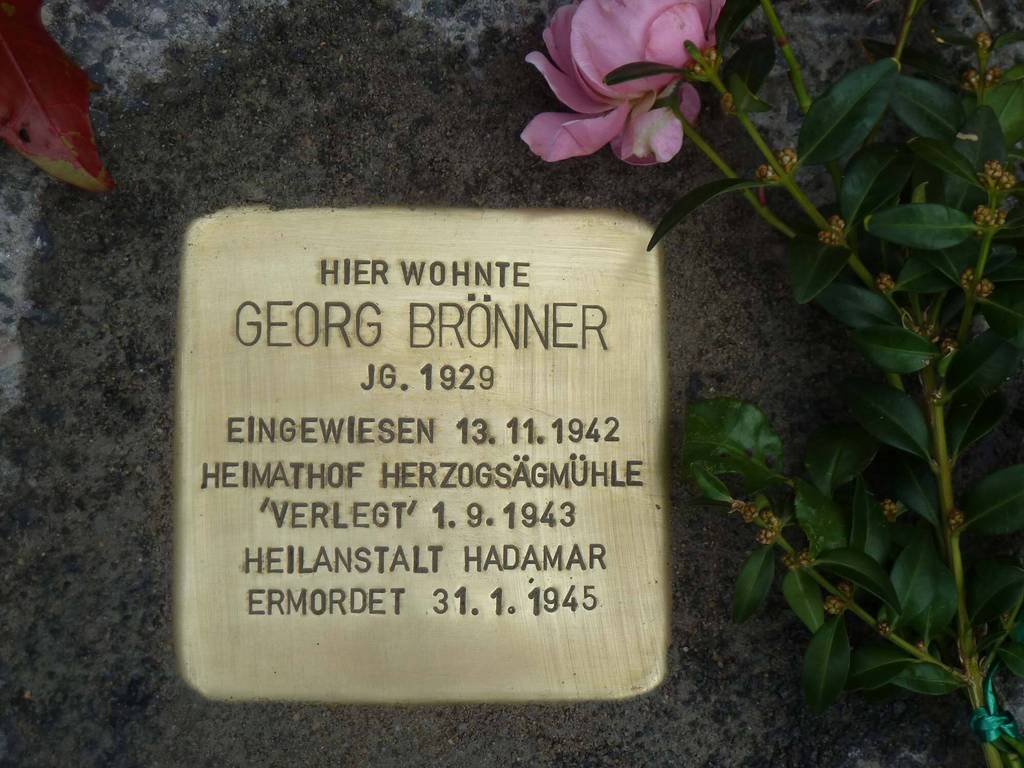 HIER WOHNTE
GEORG BRÖNNER
JG. 1929
EINGEWIESEN 13.11.1942
HEIMATHOF HERZOGSÄGMÜHLE
'VERLEGT' 1.9.1943
HEILANSTALT HADAMAR
ERMORDET 31.1.1945